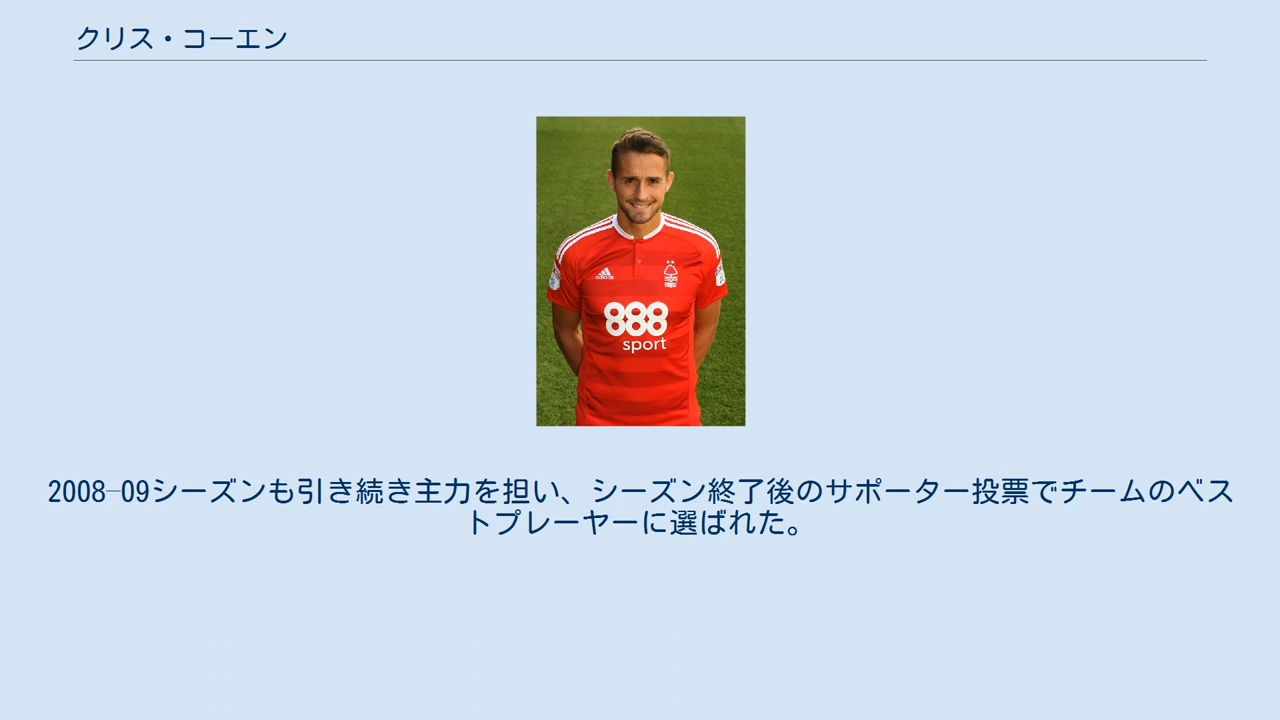 クリス・コーエン
888
sport
2008-09シーズンも引き続き主力を担い、シーズン終了後のサポーター投票でチームのベス
トプレーヤーに選ばれた。